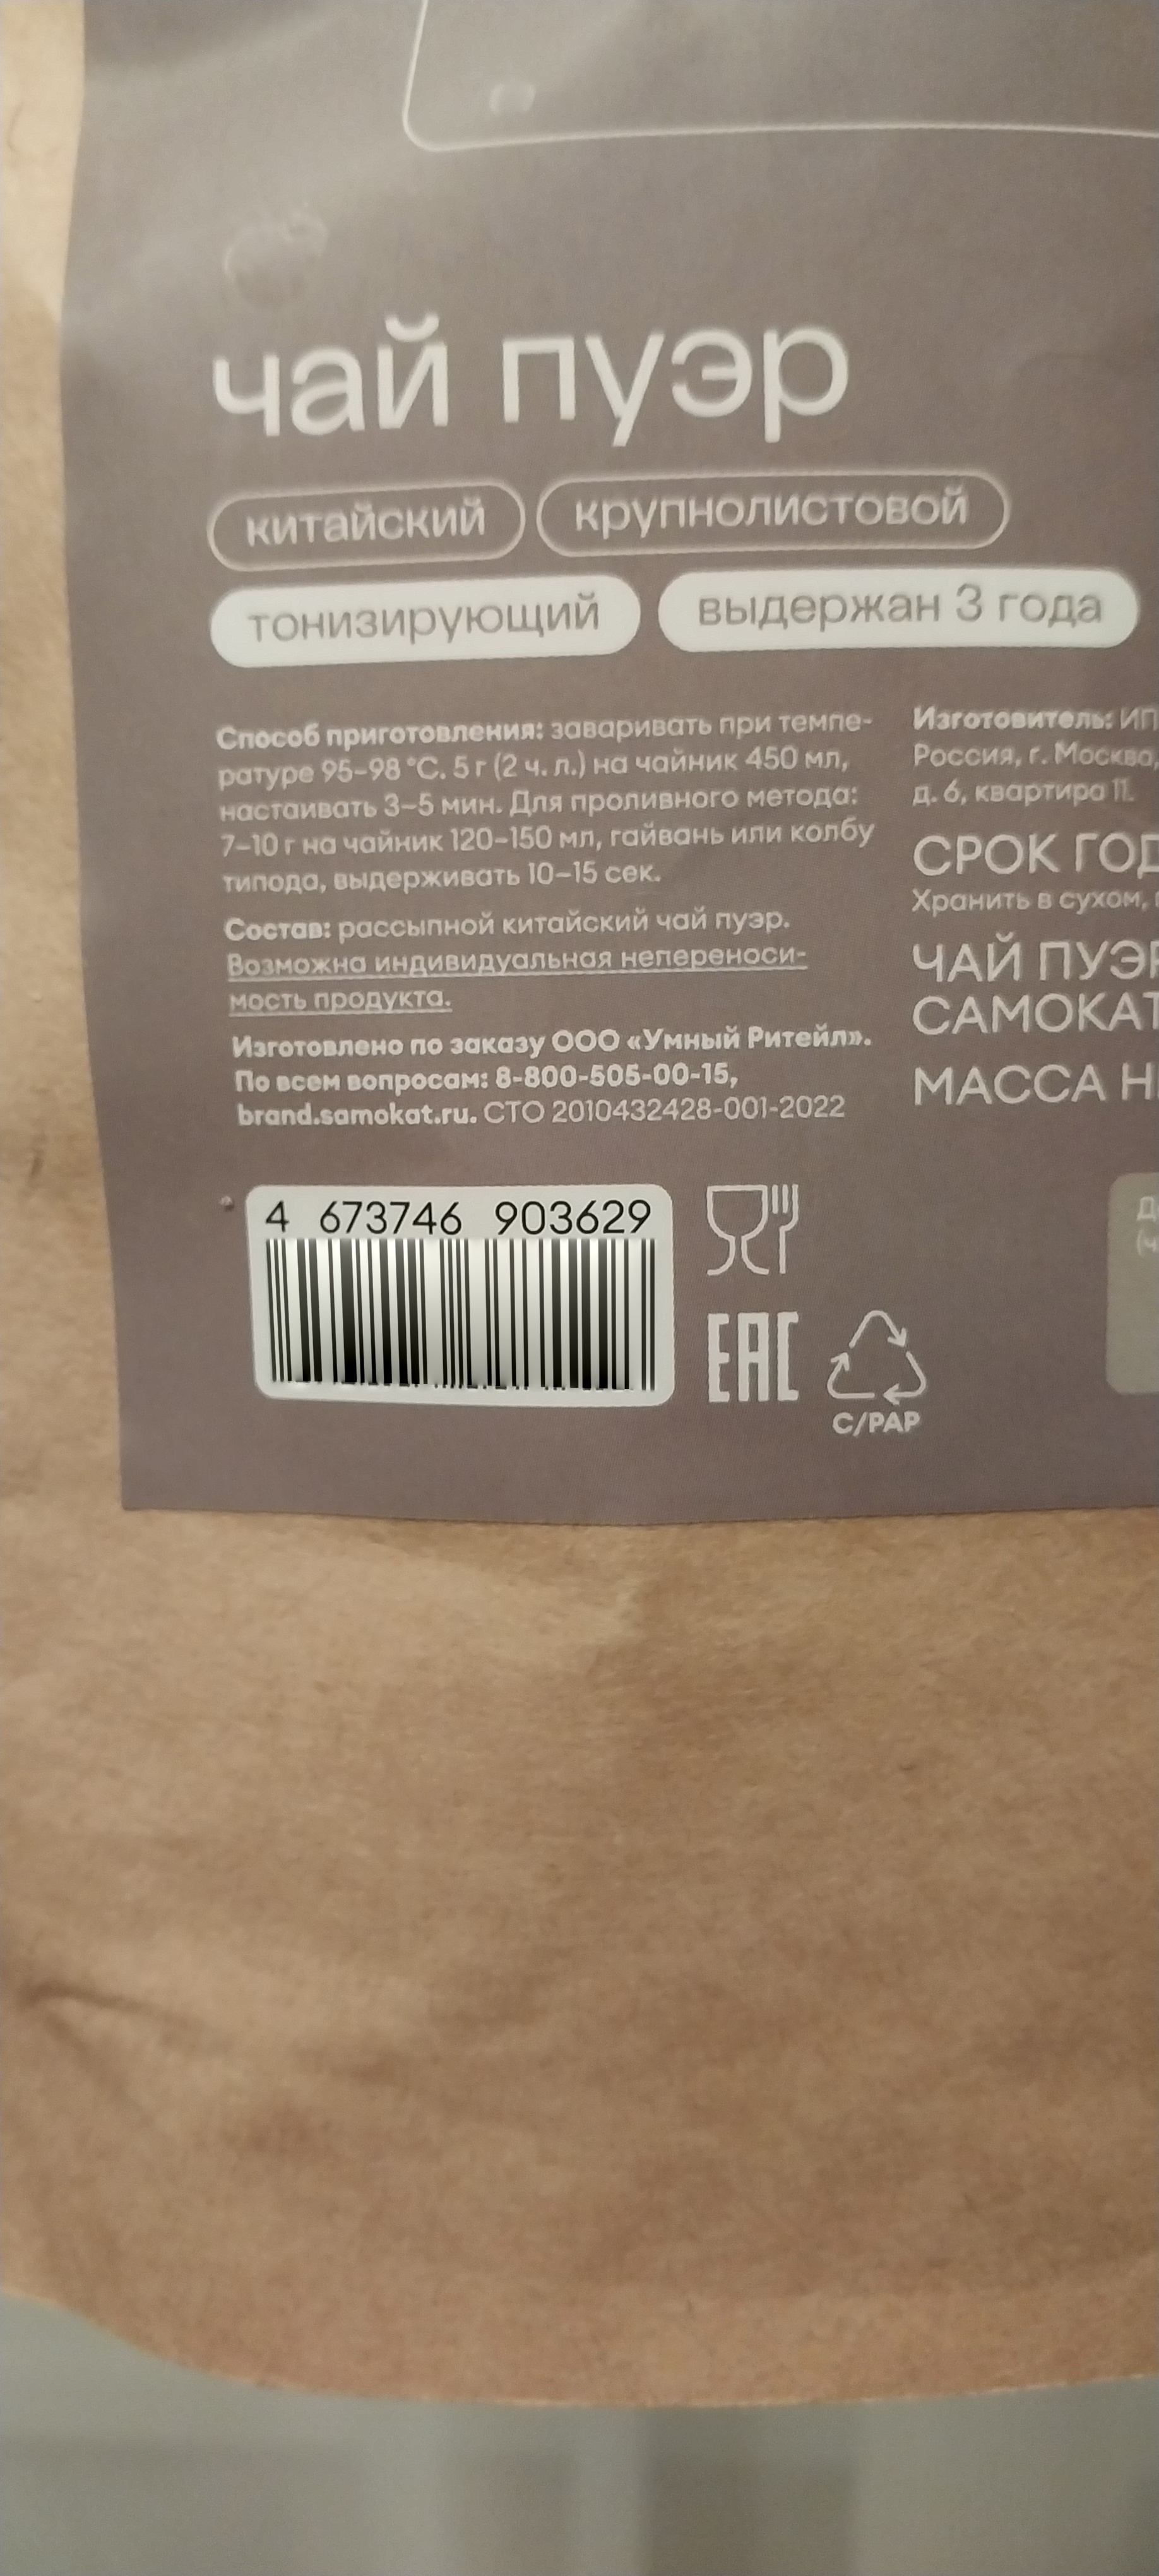 чай пуэр
китайский крупнолистовой
тонизирующий выдержан 3 года
Способ приготовления: заваривать при темпе-
ратуре 95–98 °C. 5 г (2 ч. л.) на чайник 450 мл,
настаивать 3–5 мин. Для проливного метода:
7–10 г на чайник 120–150 мл, гайвань или колбу
типода, выдерживать 10–15 сек.
Состав: рассыпной китайский чай пуэр.
Возможна индивидуальная непереноси-
мость продукта.
Изготовлено по заказу ООО «Умный Ритейл».
По всем вопросам: 8-800-505-00-15,
brand.samokat.ru. СТО 2010432428-001-2022
Изготовитель: ИП
Россия, г. Москва,
д. 6, квартира 11.
СРОК ГОД
Хранить в сухом,
ЧАЙ ПУЭР
САМОКАТ
МАССА Н
4 673746 903629
EAC
C/PAP